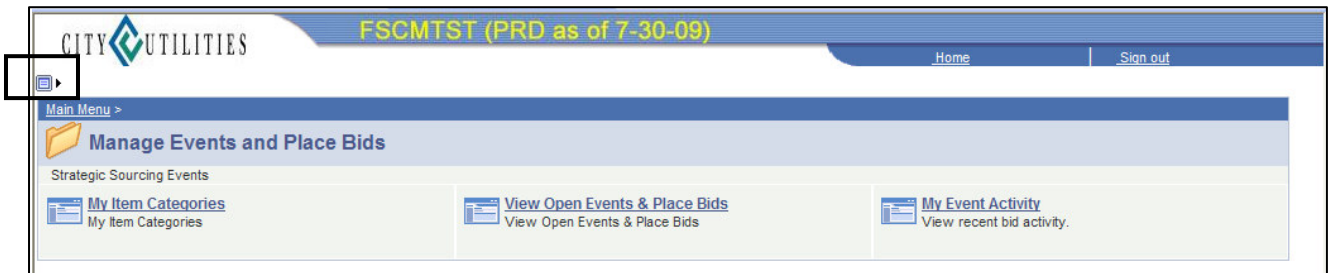 CITY UTILITIES
FSCMTST (PRD as of 7-30-09)
Home Sign out
Main Menu >
Manage Events and Place Bids
Strategic Sourcing Events
My Item Categories
My Item Categories
View Open Events & Place Bids
View Open Events & Place Bids
My Event Activity
View recent bid activity.